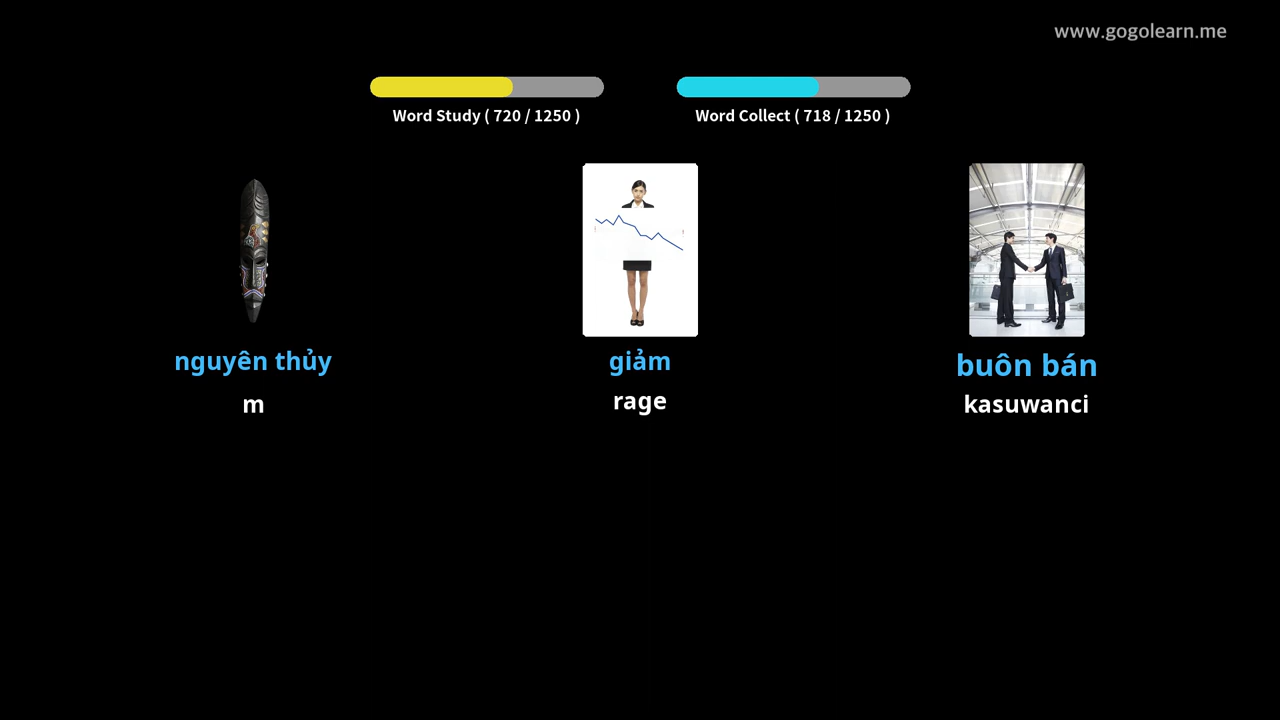 www.gogolearn.me
Word Study ( 720 / 1250 )
Word Collect ( 718 / 1250 )
nguyên thủy
giảm
buôn bán
m
rage
kasuwanci